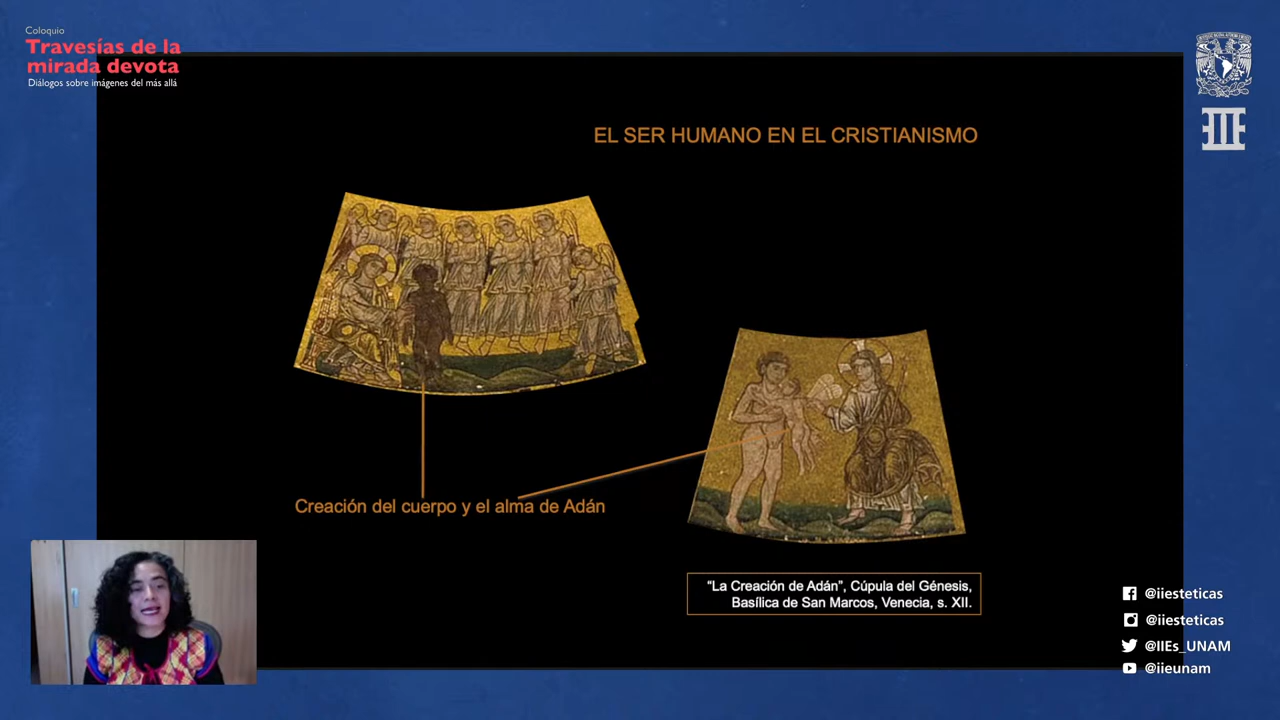 Coloquio
Travesías de la
mirada devota
Diálogos sobre imágenes del más allá
EL SER HUMANO EN EL CRISTIANISMO
Creación del cuerpo y el alma de Adán
“La Creación de Adán”, Cúpula del Génesis,
Basílica de San Marcos, Venecia, s. XII.
@iiesteticas
@iiesteticas
@IIEs_UNAM
@iieunam